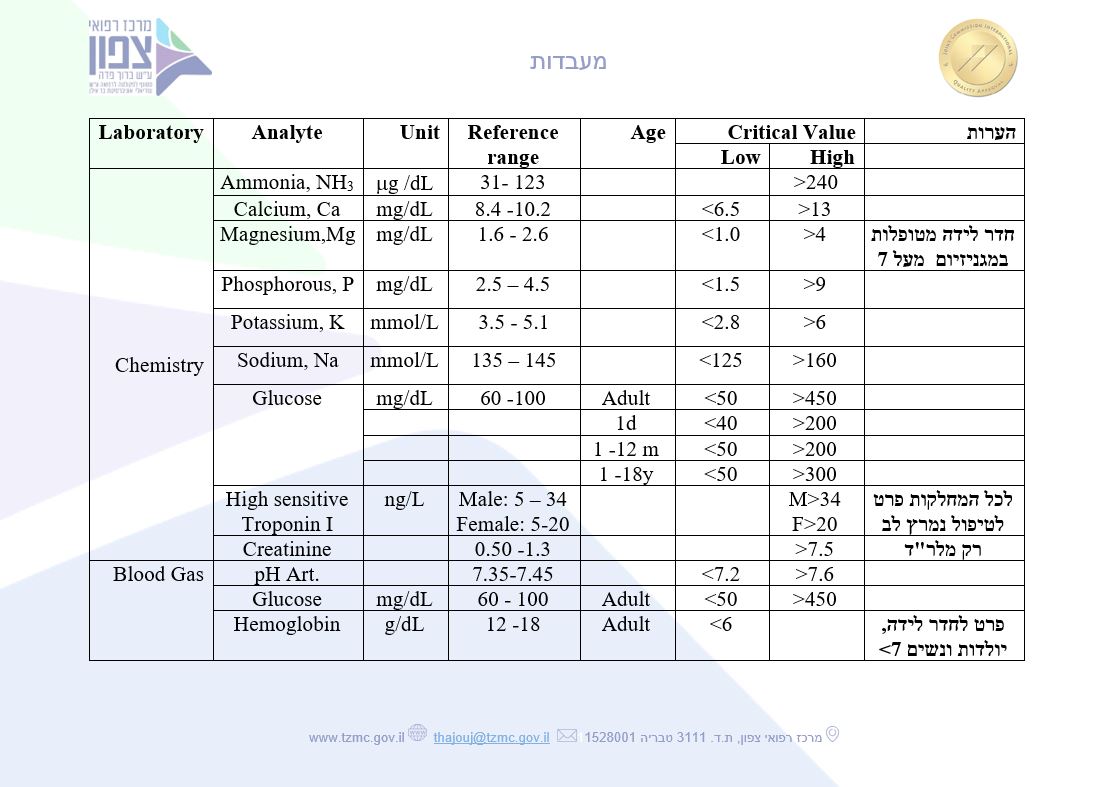 מרכז רפואי
צפון
ע"ש ברוך פדה
מעבדות
JOINT COMMISSION INTERNATIONAL
QUALITY APPROVAL
Laboratory Analyte Unit Reference range Age Critical Value הערות
Low High
Chemistry
Ammonia, NH₃ µg /dL 31- 123 >240
Calcium, Ca mg/dL 8.4 -10.2 <6.5 >13
Magnesium,Mg mg/dL 1.6 - 2.6 <1.0 >4 חדר לידה מטופלות
במגניזיום מעל 7
Phosphorous, P mg/dL 2.5 – 4.5 <1.5 >9
Potassium, K mmol/L 3.5 - 5.1 <2.8 >6
Sodium, Na mmol/L 135 – 145 <125 >160
Glucose mg/dL 60 -100 Adult <50 >450
1d <40 >200
1 -12 m <50 >200
1 -18y <50 >300
High sensitive ng/L Male: 5 – 34 M>34 לכל המחלקות פרט
Troponin I Female: 5-20 F>20 לטיפול נמרץ לב
Creatinine 0.50 -1.3 >7.5 רק מלר"ד
Blood Gas pH Art. 7.35-7.45 <7.2 >7.6
Glucose mg/dL 60 - 100 Adult <50 >450
Hemoglobin g/dL 12 -18 Adult <6 פרט לחדר לידה,
יולדות ונשים 7>
מרכז רפואי צפון, ת.ד. 3111 טבריה 1528001 thajouj@tzmc.gov.il www.tzmc.gov.il